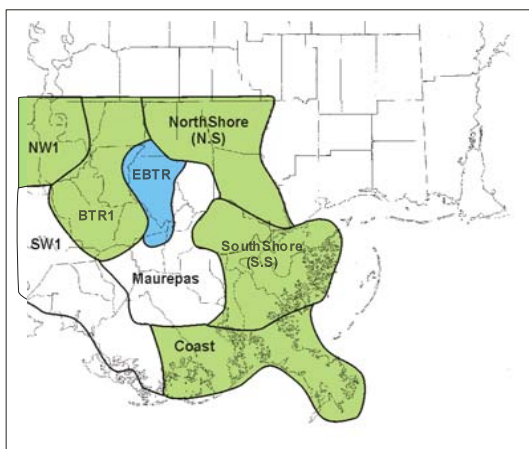 NorthShore
(N.S)
NW1
EBTR
BTR1
SW1
SouthShore
(S.S)
Maurepas
Coast